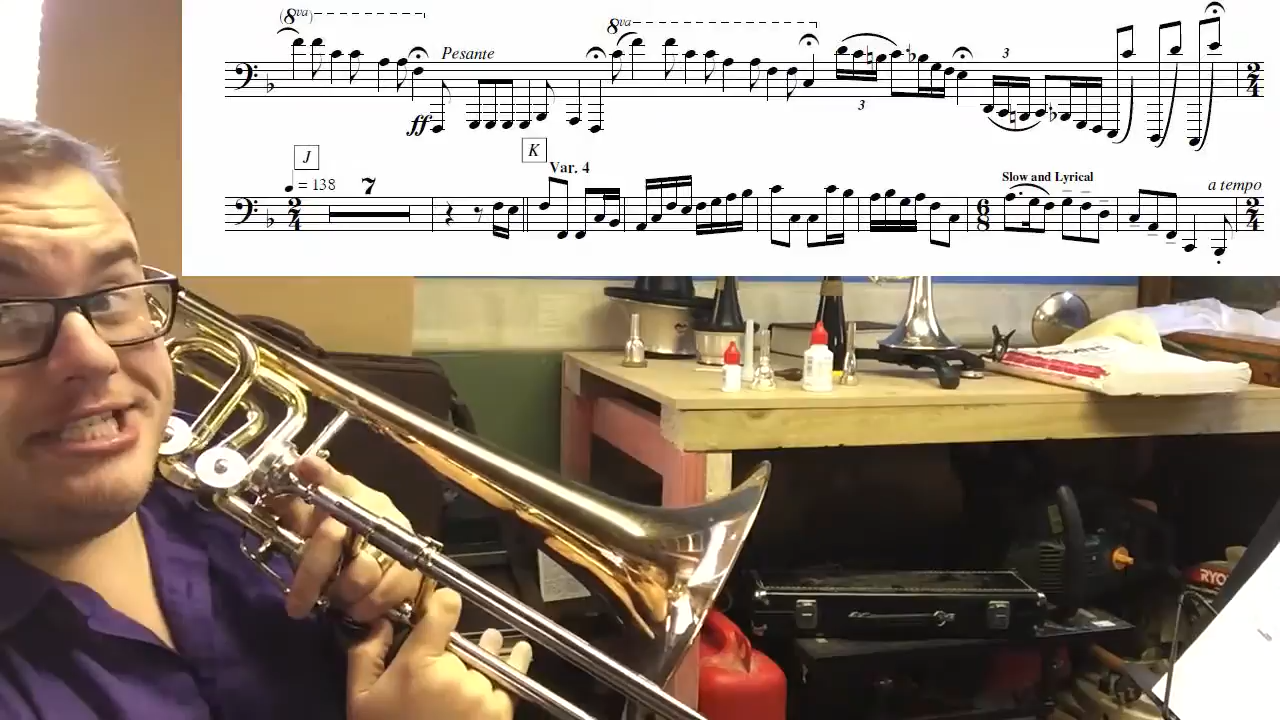 (8va) 8va
Pesante
3
3
ff
2
4
J
K
Var. 4
= 138
7
Slow and Lyrical
a tempo
2
4
6
8
2
4
RYO